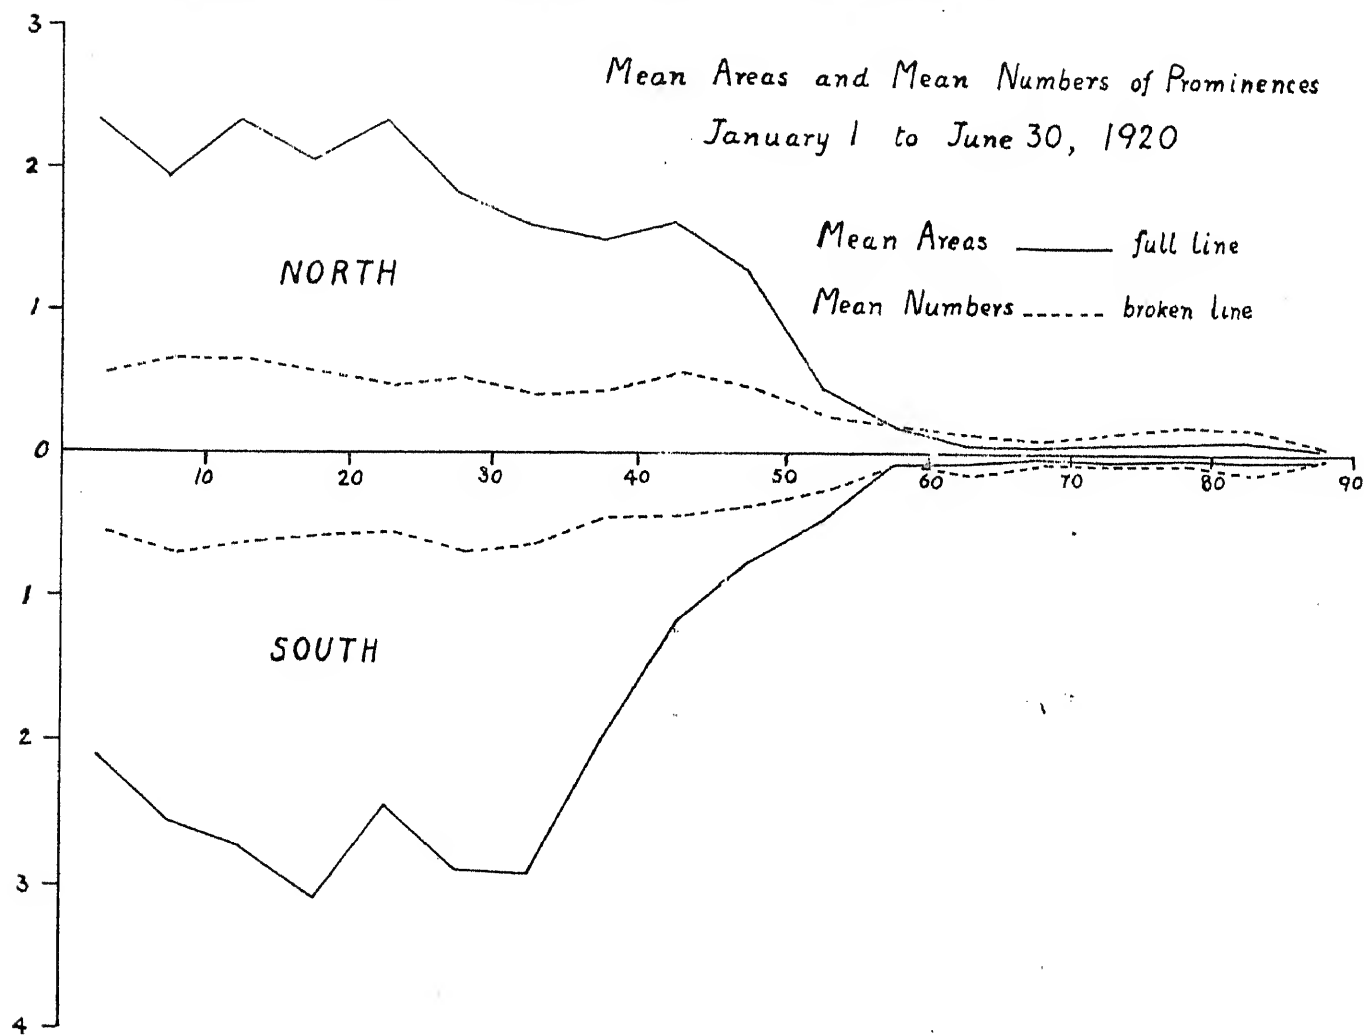 Mean Areas and Mean Numbers of Prominences
January 1 to June 30, 1920
Mean Areas full line
Mean Numbers broken line
NORTH
SOUTH
3
2
1
0
1
2
3
4
10 20 30 40 50 60 70 80 90